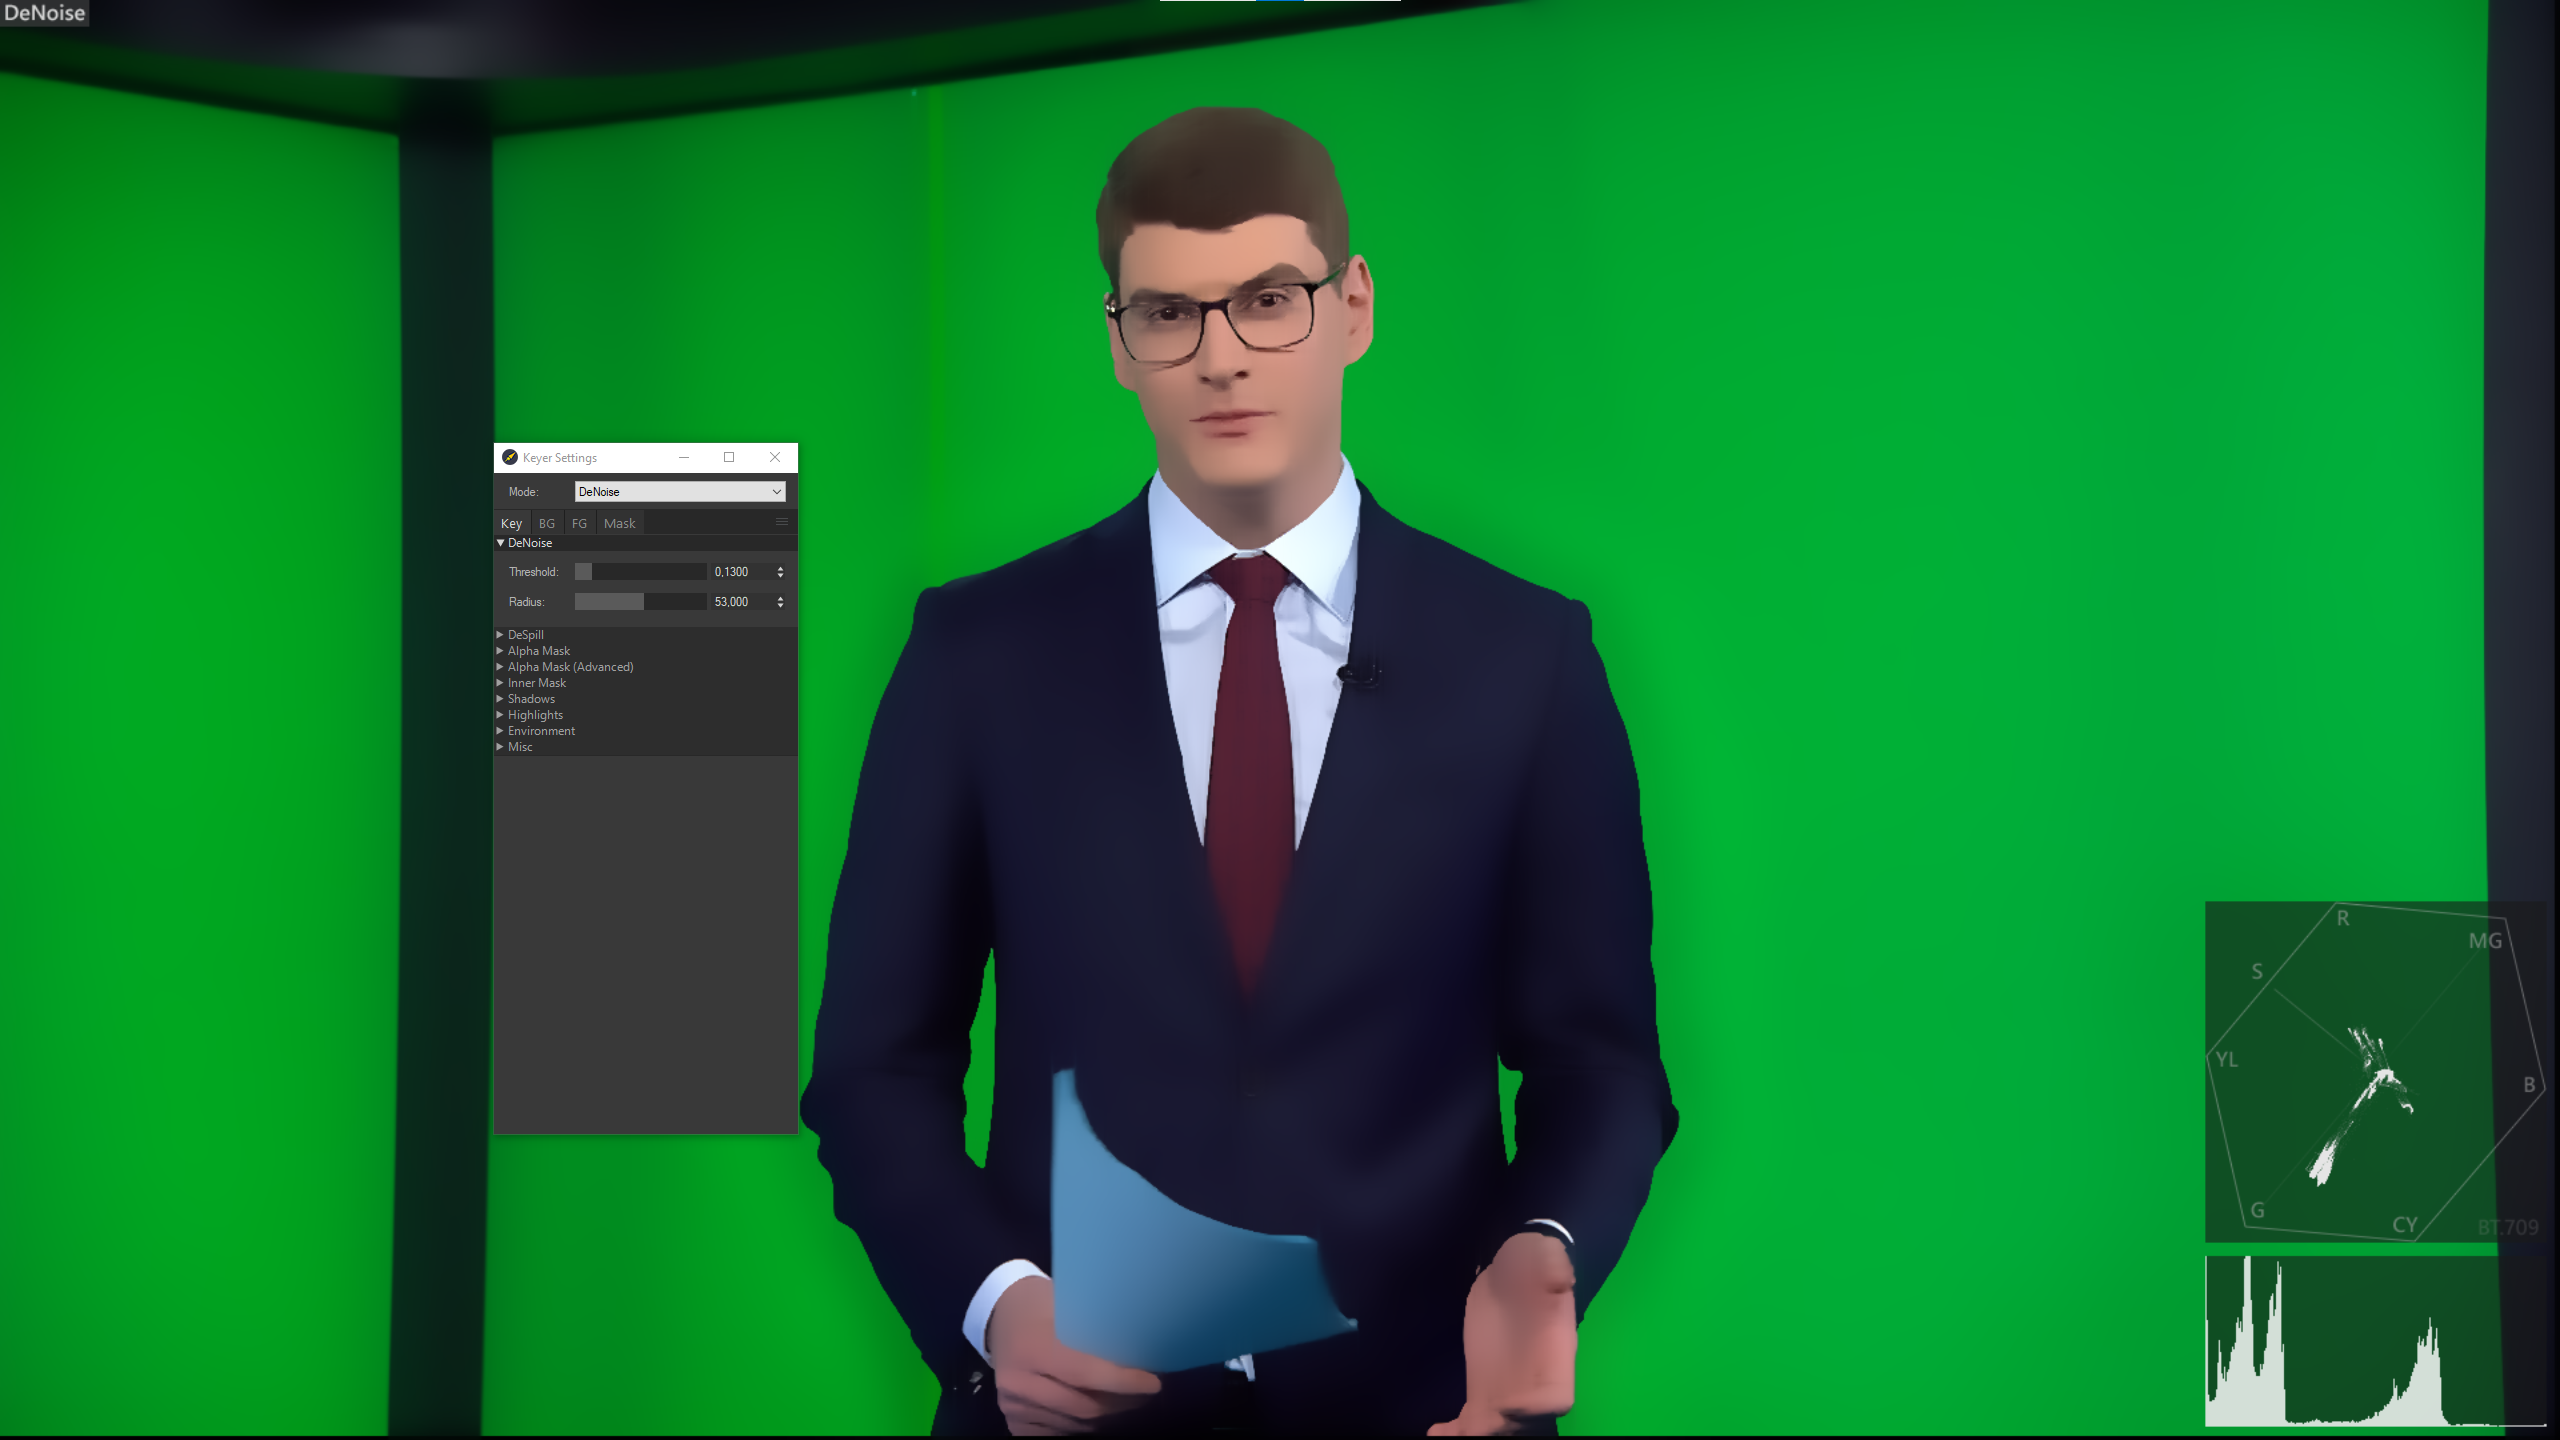 DeNoise
Keyer Settings
Mode: DeNoise
Key BG FG Mask
DeNoise
Threshold: 0,1300
Radius: 53,000
DeSpill
Alpha Mask
Alpha Mask (Advanced)
Inner Mask
Shadows
Highlights
Environment
Misc
R
MG
S
YL
B
G
CY
BT.709